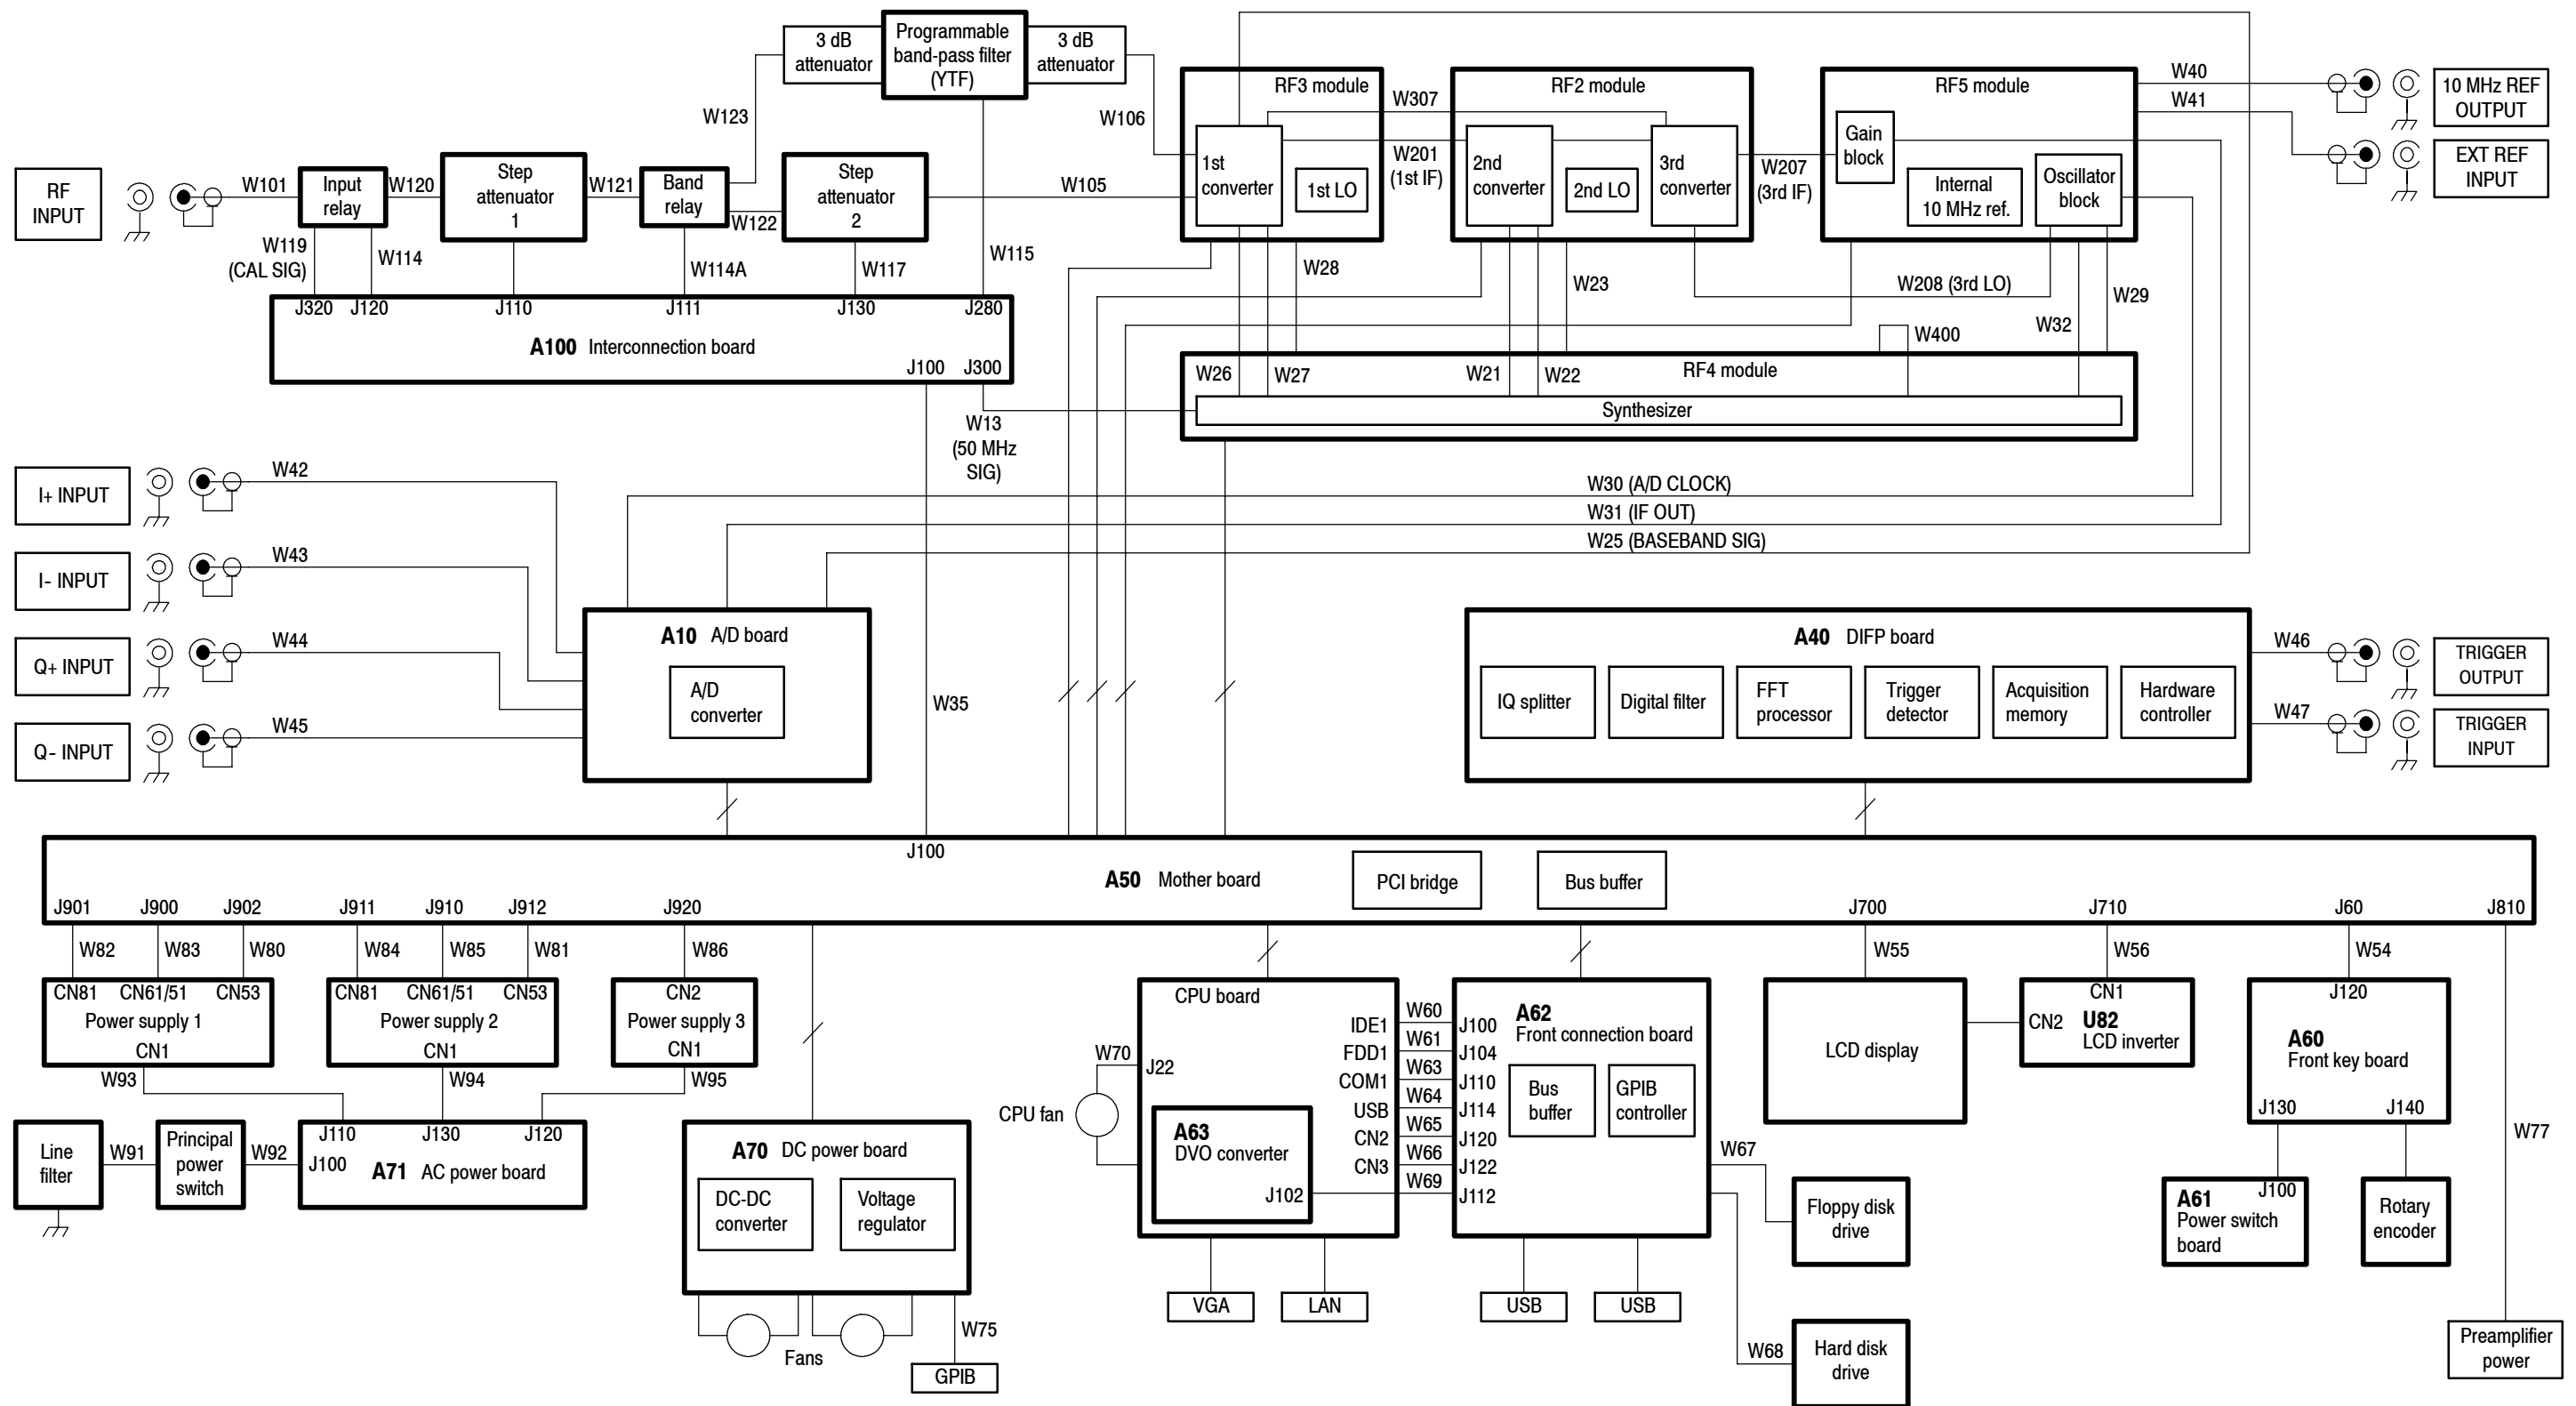 3 dB
attenuator
Programmable
band-pass filter
(YTF)
3 dB
attenuator
RF3 module
W307
RF2 module
RF5 module
W40
10 MHz REF
OUTPUT
W41
W123
W106
1st
converter
1st LO
W201
(1st IF)
2nd
converter
2nd LO
3rd
converter
W207
(3rd IF)
Gain
block
Internal
10 MHz ref.
Oscillator
block
EXT REF
INPUT
RF
INPUT
W101
Input
relay
W120
Step
attenuator
1
W121
Band
relay
W122
Step
attenuator
2
W105
W119
(CAL SIG)
W114
W114A
W117
W115
W28
W23
W208 (3rd LO)
W29
W32
W400
J320
J120
J110
J111
J130
J280
A100 Interconnection board
J100
J300
W26
W27
W21
W22
RF4 module
Synthesizer
W13
(50 MHz
SIG)
I+ INPUT
W42
W30 (A/D CLOCK)
W31 (IF OUT)
W25 (BASEBAND SIG)
I- INPUT
W43
Q+ INPUT
W44
Q- INPUT
W45
A10 A/D board
A/D
converter
W35
A40 DIFP board
IQ splitter
Digital filter
FFT
processor
Trigger
detector
Acquisition
memory
Hardware
controller
W46
TRIGGER
OUTPUT
W47
TRIGGER
INPUT
J100
A50 Mother board
PCI bridge
Bus buffer
J901
J900
J902
J911
J910
J912
J920
J700
J710
J60
J810
W82
W83
W80
W84
W85
W81
W86
W55
W56
W54
CN81
CN61/51
CN53
Power supply 1
CN1
CN81
CN61/51
CN53
Power supply 2
CN1
CN2
Power supply 3
CN1
W93
W94
W95
Line
filter
W91
Principal
power
switch
W92
J110
J130
J120
J100
A71 AC power board
A70 DC power board
DC-DC
converter
Voltage
regulator
Fans
W75
GPIB
CPU board
W70
J22
CPU fan
IDE1
FDD1
COM1
USB
CN2
CN3
A63
DVO converter
J102
W60
W61
W63
W64
W65
W66
W69
J100
J104
J110
J114
J120
J122
J112
A62
Front connection board
Bus
buffer
GPIB
controller
VGA
LAN
USB
USB
W67
Floppy disk
drive
W68
Hard disk
drive
LCD display
CN1
CN2
U82
LCD inverter
J120
A60
Front key board
J130
J140
J100
A61
Power switch
board
Rotary
encoder
W77
Preamplifier
power